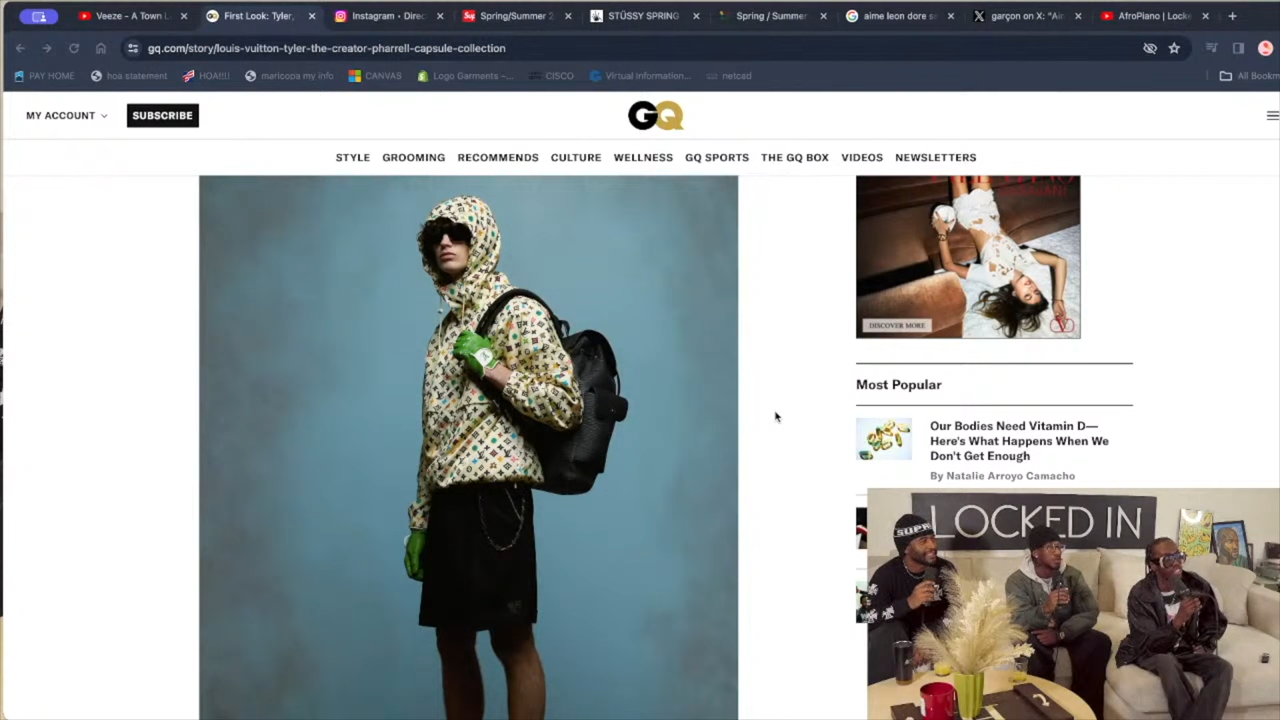 Veeze - A Town L
First Look: Tyler,
Instagram • Direc
Spring/Summer 2
STÜSSY SPRING
Spring / Summer
aime leon dore ss
garçon on X: "Aim
AfroPiano | Locke
gq.com/story/louis-vuitton-tyler-the-creator-pharrell-capsule-collection
PAY HOME
hoa statement
HOA!!!!
maricopa my info
CANVAS
Logo Garments –...
CISCO
Virtual Information...
netcad
All Bookm
MY ACCOUNT
SUBSCRIBE
GQ
STYLE
GROOMING
RECOMMENDS
CULTURE
WELLNESS
GQ SPORTS
THE GQ BOX
VIDEOS
NEWSLETTERS
DISCOVER MORE
Most Popular
Our Bodies Need Vitamin D—
Here's What Happens When We
Don't Get Enough
By Natalie Arroyo Camacho
LOCKED IN
SUPR